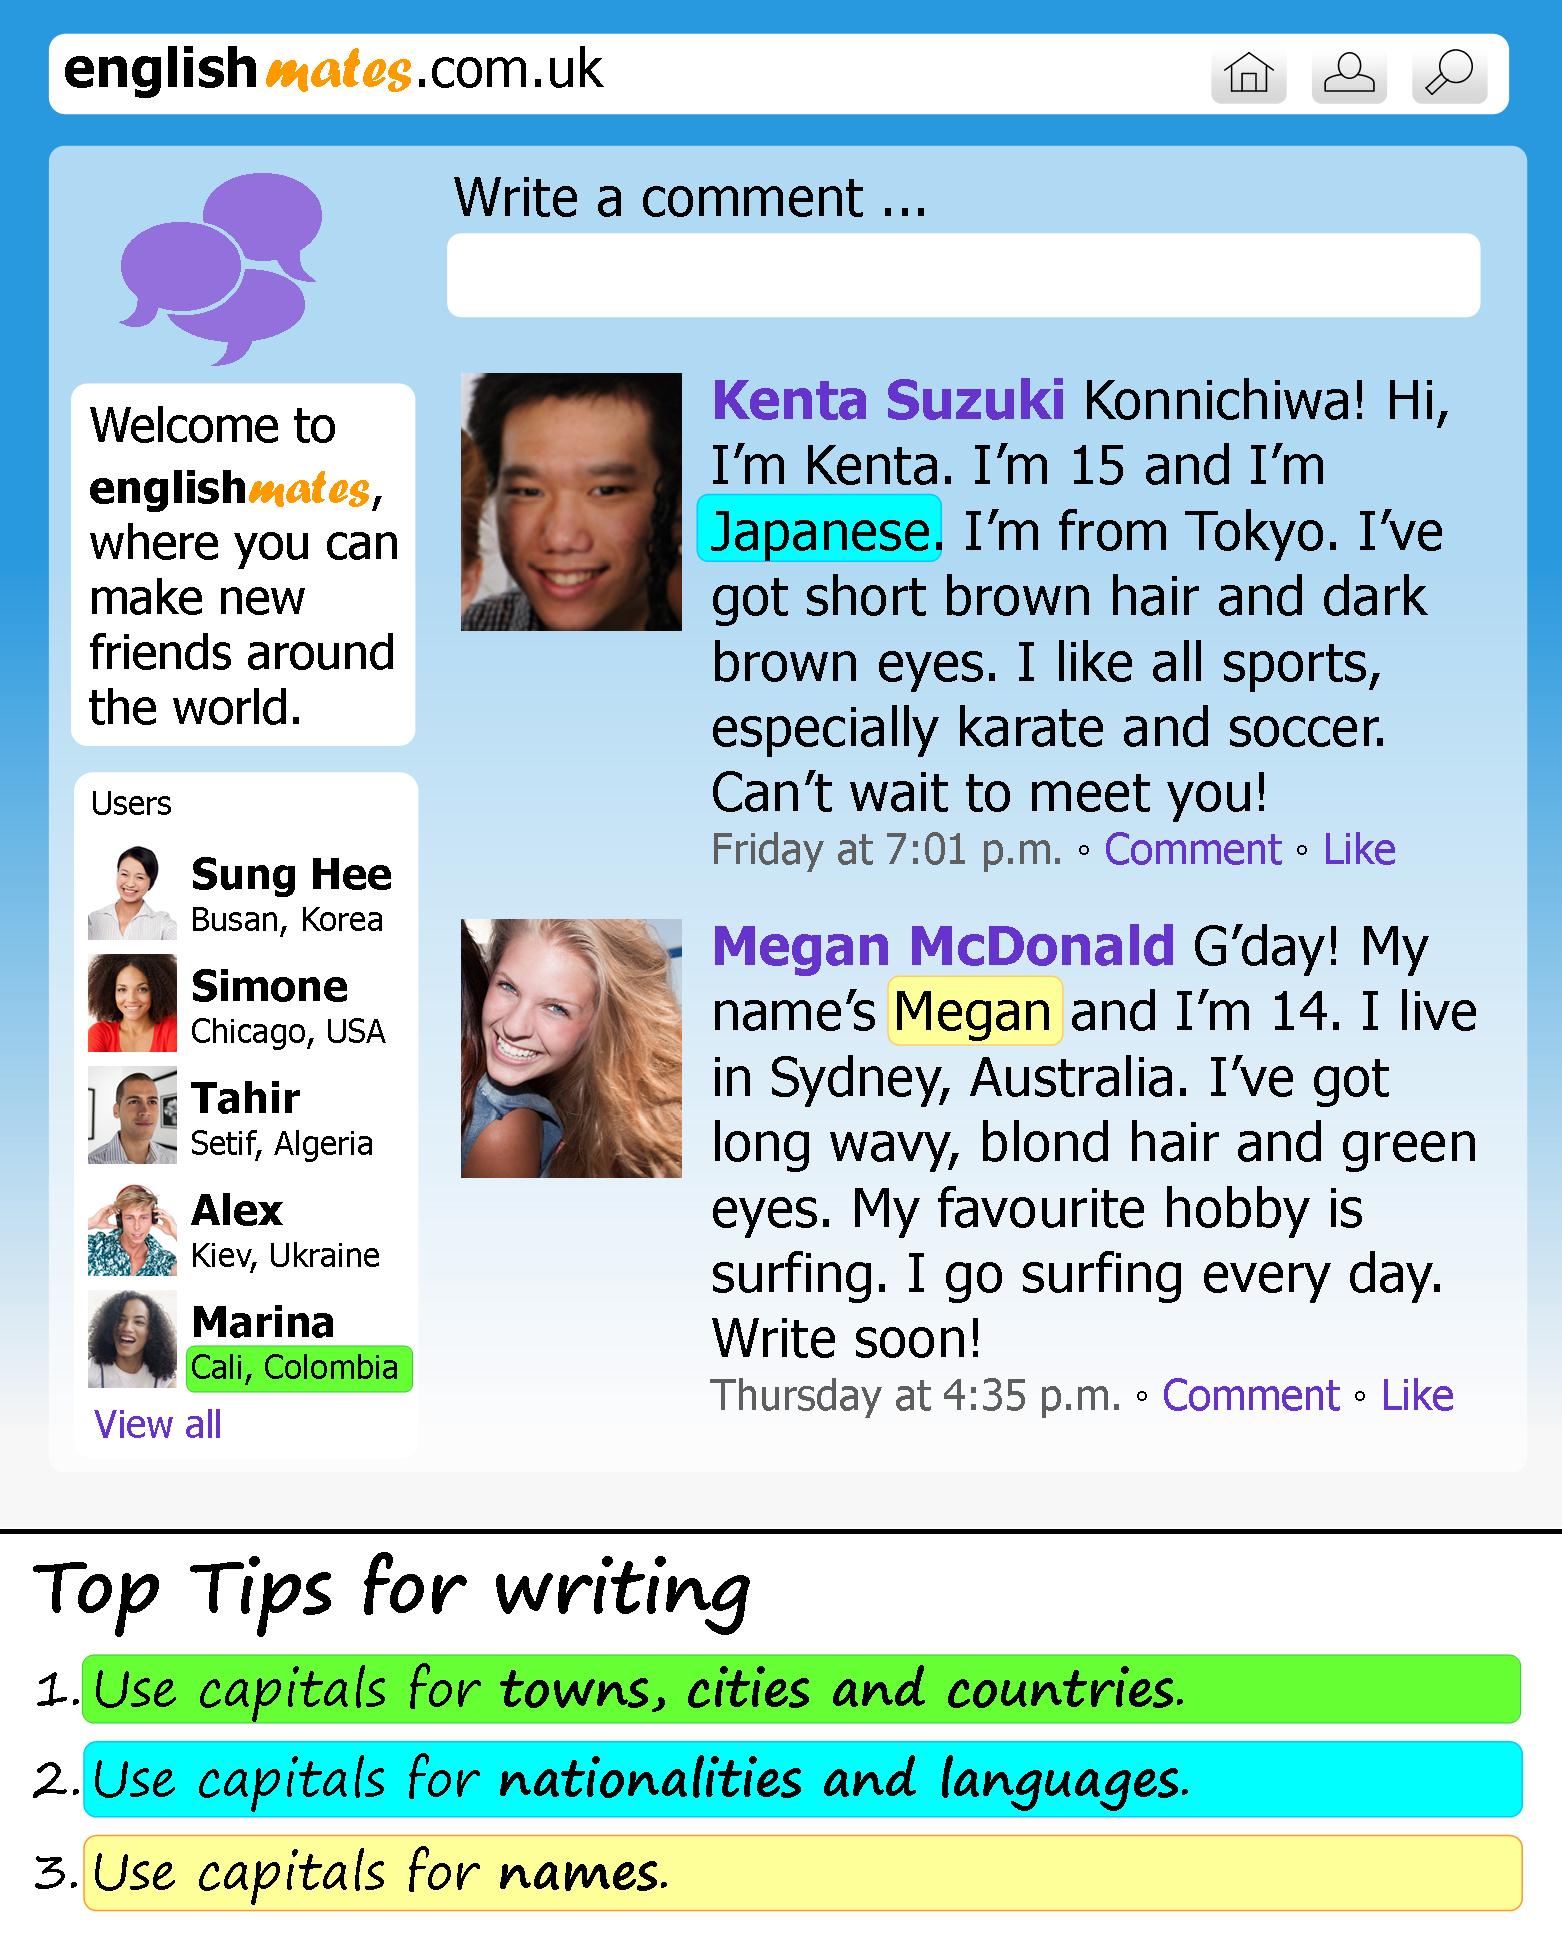 englishmates.com.uk
Write a comment ...
Welcome to
englishmates,
where you can
make new
friends around
the world.
Users
Sung Hee
Busan, Korea
Simone
Chicago, USA
Tahir
Setif, Algeria
Alex
Kiev, Ukraine
Marina
Cali, Colombia
View all
Kenta Suzuki Konnichiwa! Hi,
I’m Kenta. I’m 15 and I’m
Japanese. I’m from Tokyo. I’ve
got short brown hair and dark
brown eyes. I like all sports,
especially karate and soccer.
Can’t wait to meet you!
Friday at 7:01 p.m. ◦ Comment ◦ Like
Megan McDonald G’day! My
name’s Megan and I’m 14. I live
in Sydney, Australia. I’ve got
long wavy, blond hair and green
eyes. My favourite hobby is
surfing. I go surfing every day.
Write soon!
Thursday at 4:35 p.m. ◦ Comment ◦ Like
Top Tips for writing
1. Use capitals for towns, cities and countries.
2. Use capitals for nationalities and languages.
3. Use capitals for names.